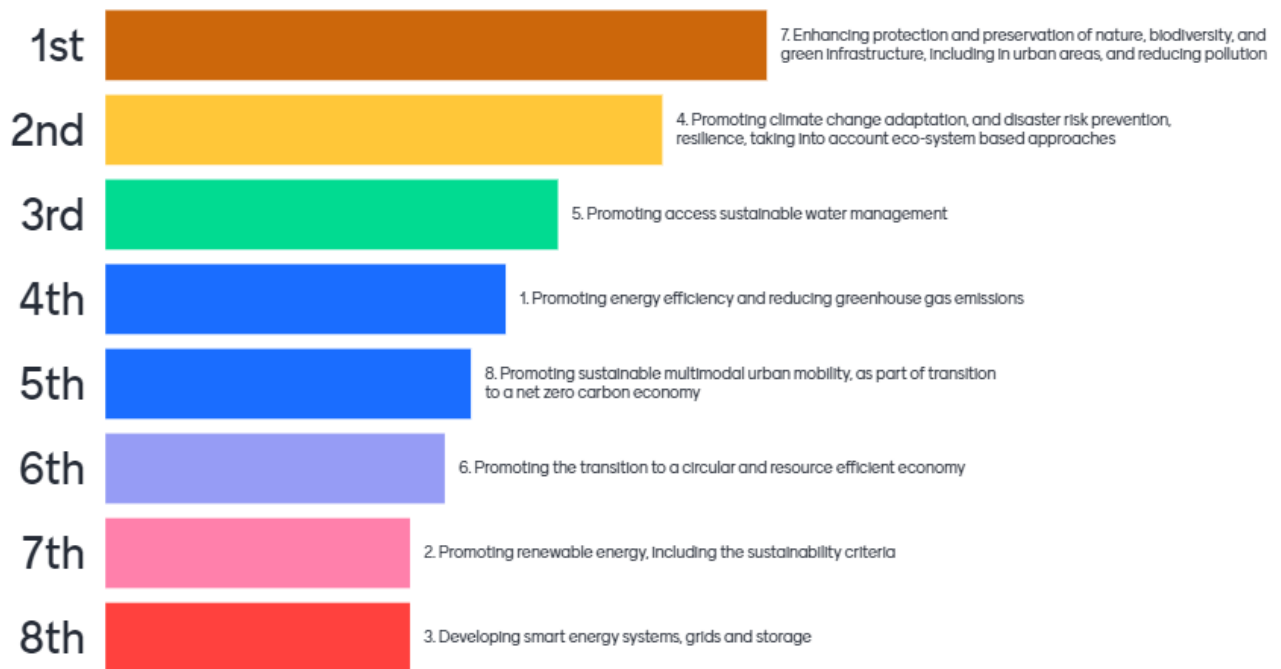 1st
7. Enhancing protection and preservation of nature, biodiversity, and
green infrastructure, including in urban areas, and reducing pollution
2nd
4. Promoting climate change adaptation, and disaster risk prevention,
resilience, taking into account eco-system based approaches
3rd
5. Promoting access sustainable water management
4th
1. Promoting energy efficiency and reducing greenhouse gas emissions
5th
8. Promoting sustainable multimodal urban mobility, as part of transition
to a net zero carbon economy
6th
6. Promoting the transition to a circular and resource efficient economy
7th
2. Promoting renewable energy, including the sustainability criteria
8th
3. Developing smart energy systems, grids and storage